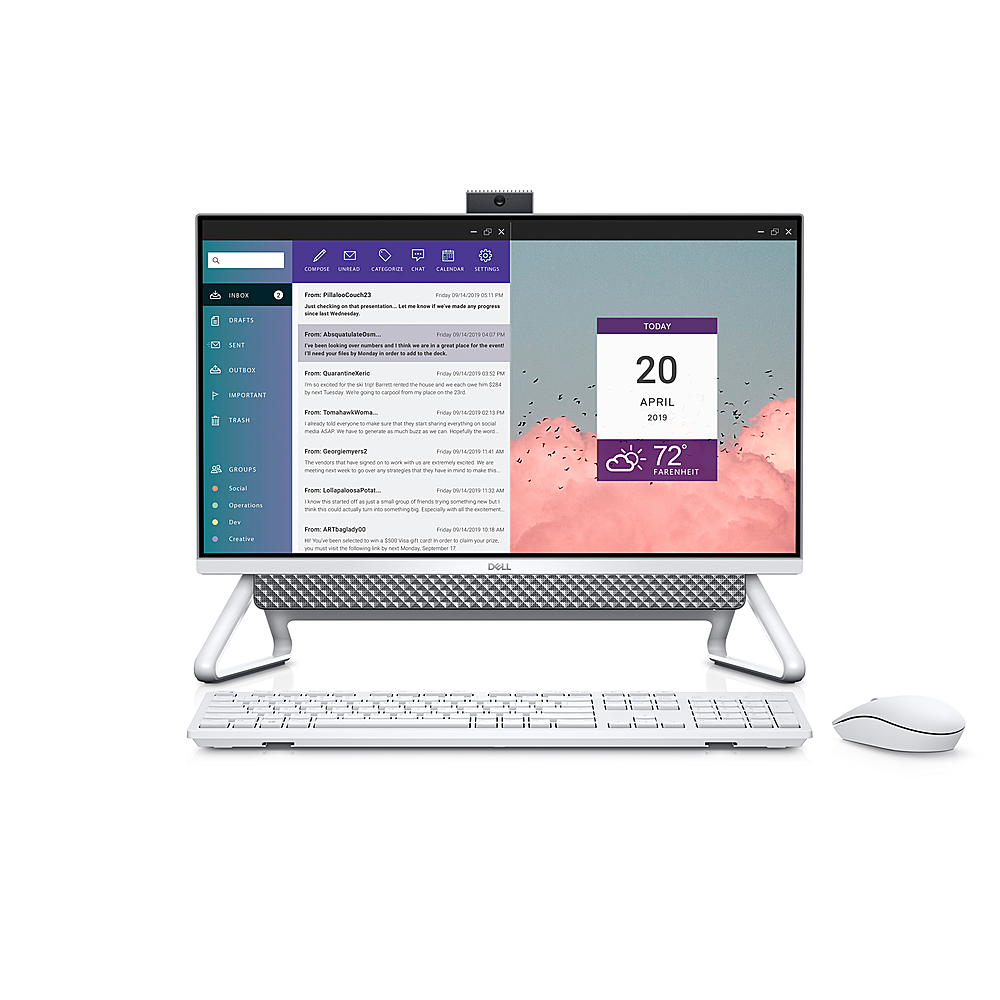 COMPOSE UNREAD CATEGORIZE CHAT CALENDAR SETTINGS
INBOX 2
DRAFTS
SENT
OUTBOX
IMPORTANT
TRASH
GROUPS
Social
Operations
Dev
Creative
From: PillalooCouch23 Friday 09/14/2019 05:11 PM
Just checking on that presentation... Let me know if we've made any progress
since last Wednesday.
From: AbsquatulateOsm... Friday 09/14/2019 04:07 PM
I've been looking over numbers and I think we are in a great place for the event!
I'll need your files by Monday in order to add to the deck.
From: QuarantineXeric Friday 09/14/2019 03:52 PM
I'm so excited for the ski trip! Barrett rented the house and we each owe him $284
by next Tuesday. We're going to carpool from my place on the 23rd.
From: TomahawkWoma... Friday 09/14/2019 02:13 PM
I already told everyone to make sure that they start sharing everything on social
media ASAP. We have to generate as much buzz as we can. Hopefully the word...
From: Georgiemyers2 Friday 09/14/2019 11:41 AM
The vendors that have signed on to work with us are extremely excited. We are
meeting next week to go over any strategies that they have in mind to make this...
From: LollapaloosaPotat... Friday 09/14/2019 11:32 AM
I know this started off as just a small group of friends trying something new but I
think this could actually turn into something big. Especially with all the excitement...
From: ARTbaglady00 Friday 09/14/2019 10:18 AM
Hi! You've been selected to win a $500 Visa gift card! In order to claim your prize,
you must visit the following link by next Monday, September 17.
TODAY
20
APRIL
2019
72°
FARENHEIT
DELL